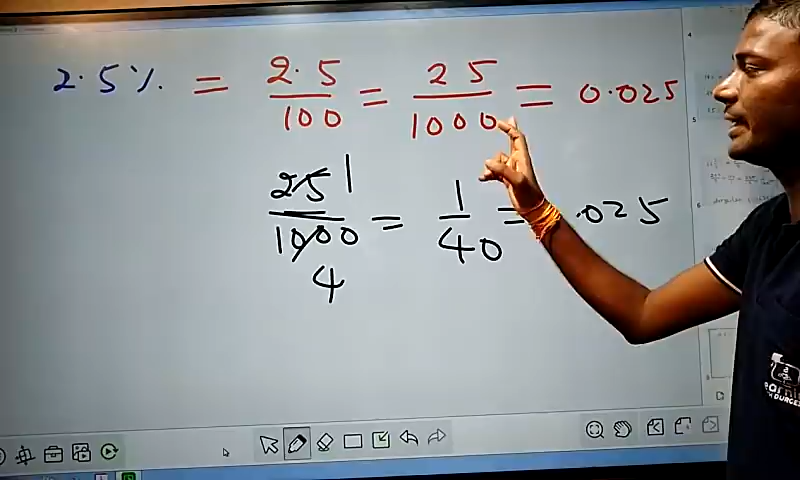 2.5% = 2.5/100 = 25/1000 = 0.025
25/1000 1 4 = 1/40 = .025